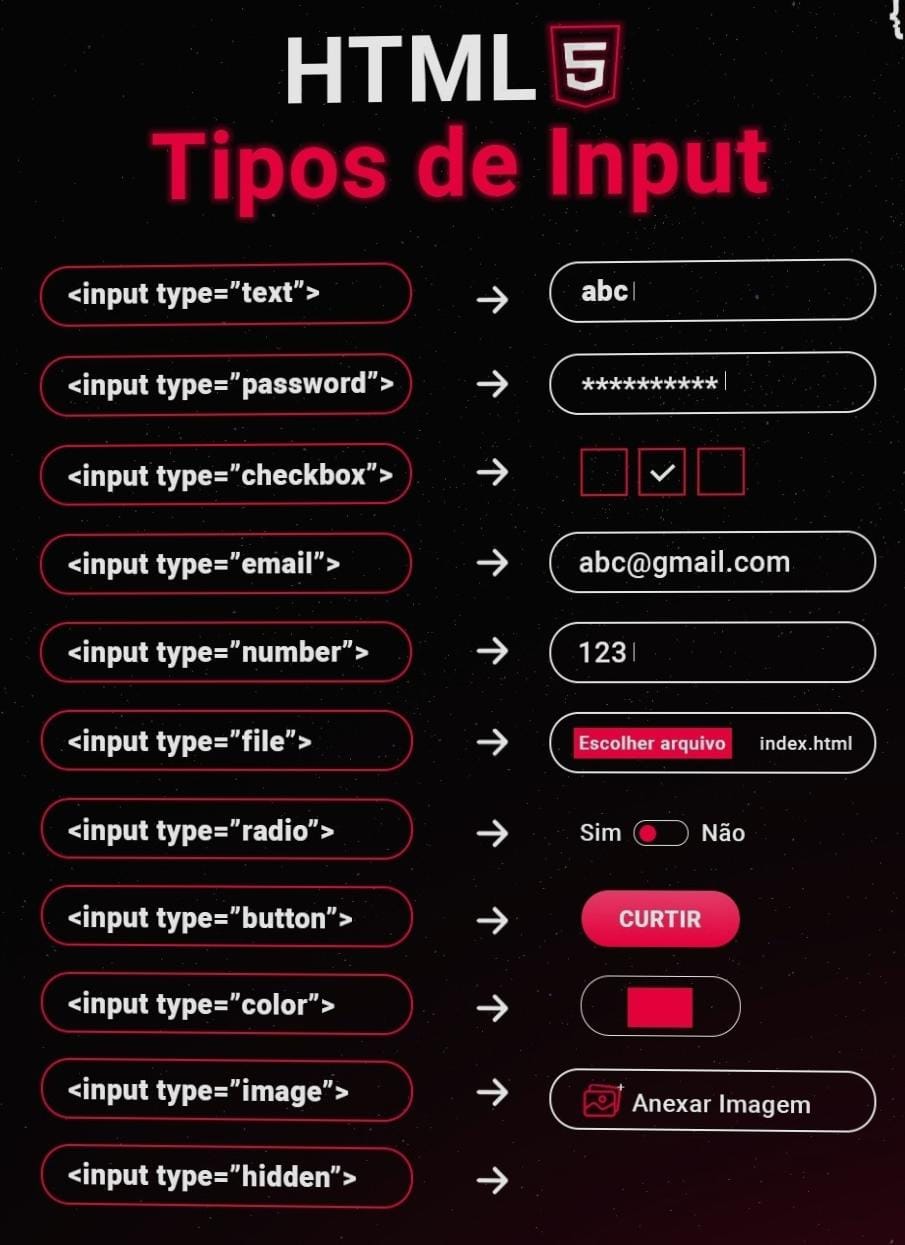 {
HTML 5
Tipos de Input
<input type=”text”> → abc
<input type=”password”> → **********
<input type=”checkbox”> →
<input type=”email”> → abc@gmail.com
<input type=”number”> → 123
<input type=”file”> → Escolher arquivo index.html
<input type=”radio”> → Sim Não
<input type=”button”> → CURTIR
<input type=”color”> →
<input type=”image”> → Anexar Imagem
<input type=”hidden”> →